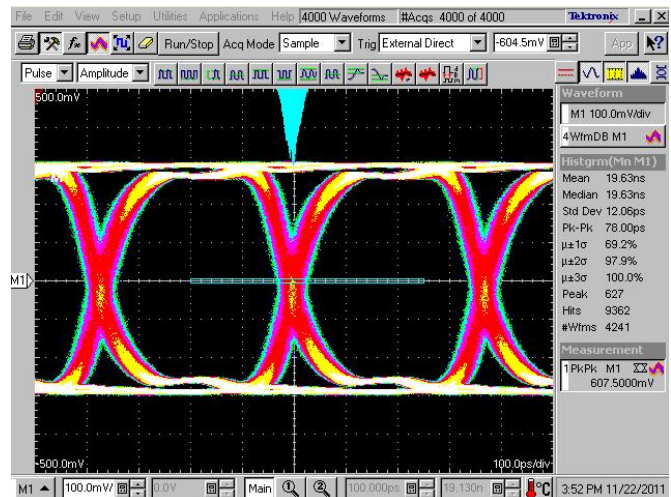 File Edit View Setup Utilities Applications Help 4000 Waveforms #Acqs 4000 of 4000 Tektronix
Run/Stop Acq Mode Sample Trig External Direct -604.5mV App
Pulse Amplitude
500.0mV
Waveform
M1 100.0mV/div
4 WfmDB M1
Histgrm(Mn M1)
Mean 19.63ns
Median 19.63ns
Std Dev 12.06ps
Pk-Pk 78.00ps
µ±1σ 69.2%
µ±2σ 97.9%
µ±3σ 100.0%
Peak 627
Hits 9362
#Wfms 4241
M1
Measurement
1 PkPk M1
607.5000mV
-500.0mV 100.0ps/div
M1 100.0mV/ 0.0V Main 1 2 100.000ps 19.130n °C 3:52 PM 11/22/2011